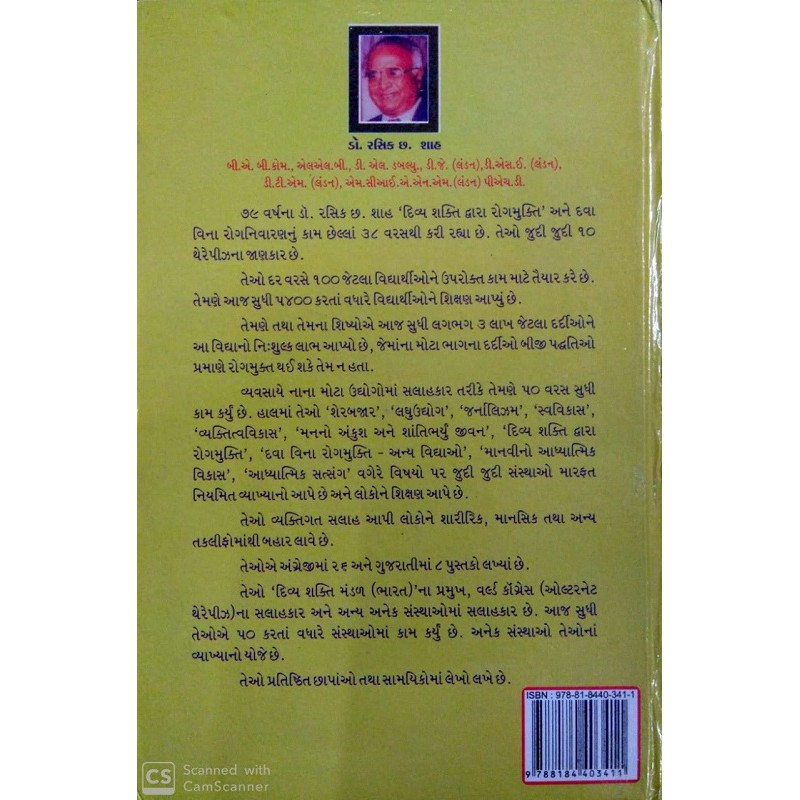 ડૉ. રસિક છ. શાહ
બી.એ. બી.કોમ., એલએલ.બી., ડી. એલ. ડબલ્યુ., ડી.જે. (લંડન),ડી.એસ.ઈ. (લંડન),
ડી.ટી.એમ. (લંડન), એમ.સીઆઈ.એ.એન.એમ.(લંડન) પીએચ.ડી.
૭૯ વર્ષના ડૉ. રસિક છ. શાહ ‘દિવ્ય શક્તિ દ્વારા રોગમુક્તિ’ અને દવા
વિના રોગનિવારણનું કામ છેલ્લાં ૩૮ વરસથી કરી રહ્યા છે. તેઓ જુદી જુદી ૧૦
થેરેપીઝના જાણકાર છે.
તેઓ દર વરસે ૧૦૦ જેટલા વિદ્યાર્થીઓને ઉપરોક્ત કામ માટે તૈયાર કરે છે.
તેમણે આજ સુધી ૫૪૦૦ કરતાં વધારે વિદ્યાર્થીઓને શિક્ષણ આપ્યું છે.
તેમણે તથા તેમના શિષ્યોએ આજ સુધી લગભગ ૩ લાખ જેટલા દર્દીઓને
આ વિદ્યાનો નિઃશુલ્ક લાભ આપ્યો છે, જેમાંના મોટા ભાગના દર્દીઓ બીજી પદ્ધતિઓ
પ્રમાણે રોગમુક્ત થઈ શકે તેમ ન હતા.
વ્યવસાયે નાના મોટા ઉદ્યોગોમાં સલાહકાર તરીકે તેમણે ૫૦ વરસ સુધી
કામ કર્યું છે. હાલમાં તેઓ ‘શેરબજાર’, ‘લઘુઉદ્યોગ’, ‘જર્નાલિઝમ’, ‘સ્વવિકાસ’,
‘વ્યક્તિત્વવિકાસ’, ‘મનનો અંકુશ અને શાંતિભર્યું જીવન’, ‘દિવ્ય શક્તિ દ્વારા
રોગમુક્તિ’, ‘દવા વિના રોગમુક્તિ – અન્ય વિદ્યાઓ’, ‘માનવીનો આધ્યાત્મિક
વિકાસ’, ‘આધ્યાત્મિક સત્સંગ’ વગેરે વિષયો પર જુદી જુદી સંસ્થાઓ મારફત
નિયમિત વ્યાખ્યાનો આપે છે અને લોકોને શિક્ષણ આપે છે.
તેઓ વ્યક્તિગત સલાહ આપી લોકોને શારીરિક, માનસિક તથા અન્ય
તકલીફોમાંથી બહાર લાવે છે.
તેઓએ અંગ્રેજીમાં ૨૬ અને ગુજરાતીમાં ૮ પુસ્તકો લખ્યાં છે.
તેઓ ‘દિવ્ય શક્તિ મંડળ (ભારત)’ના પ્રમુખ, વર્લ્ડ કૉંગ્રેસ (ઓલ્ટરનેટ
થેરેપીઝ)ના સલાહકાર અને અન્ય અનેક સંસ્થાઓમાં સલાહકાર છે. આજ સુધી
તેઓએ ૫૦ કરતાં વધારે સંસ્થાઓમાં કામ કર્યું છે. અનેક સંસ્થાઓ તેઓનાં
વ્યાખ્યાનો યોજે છે.
તેઓ પ્રતિષ્ઠિત છાપાંઓ તથા સામયિકોમાં લેખો લખે છે.
ISBN : 978-81-8440-341-1
9 788184 403411
CS Scanned with
CamScanner